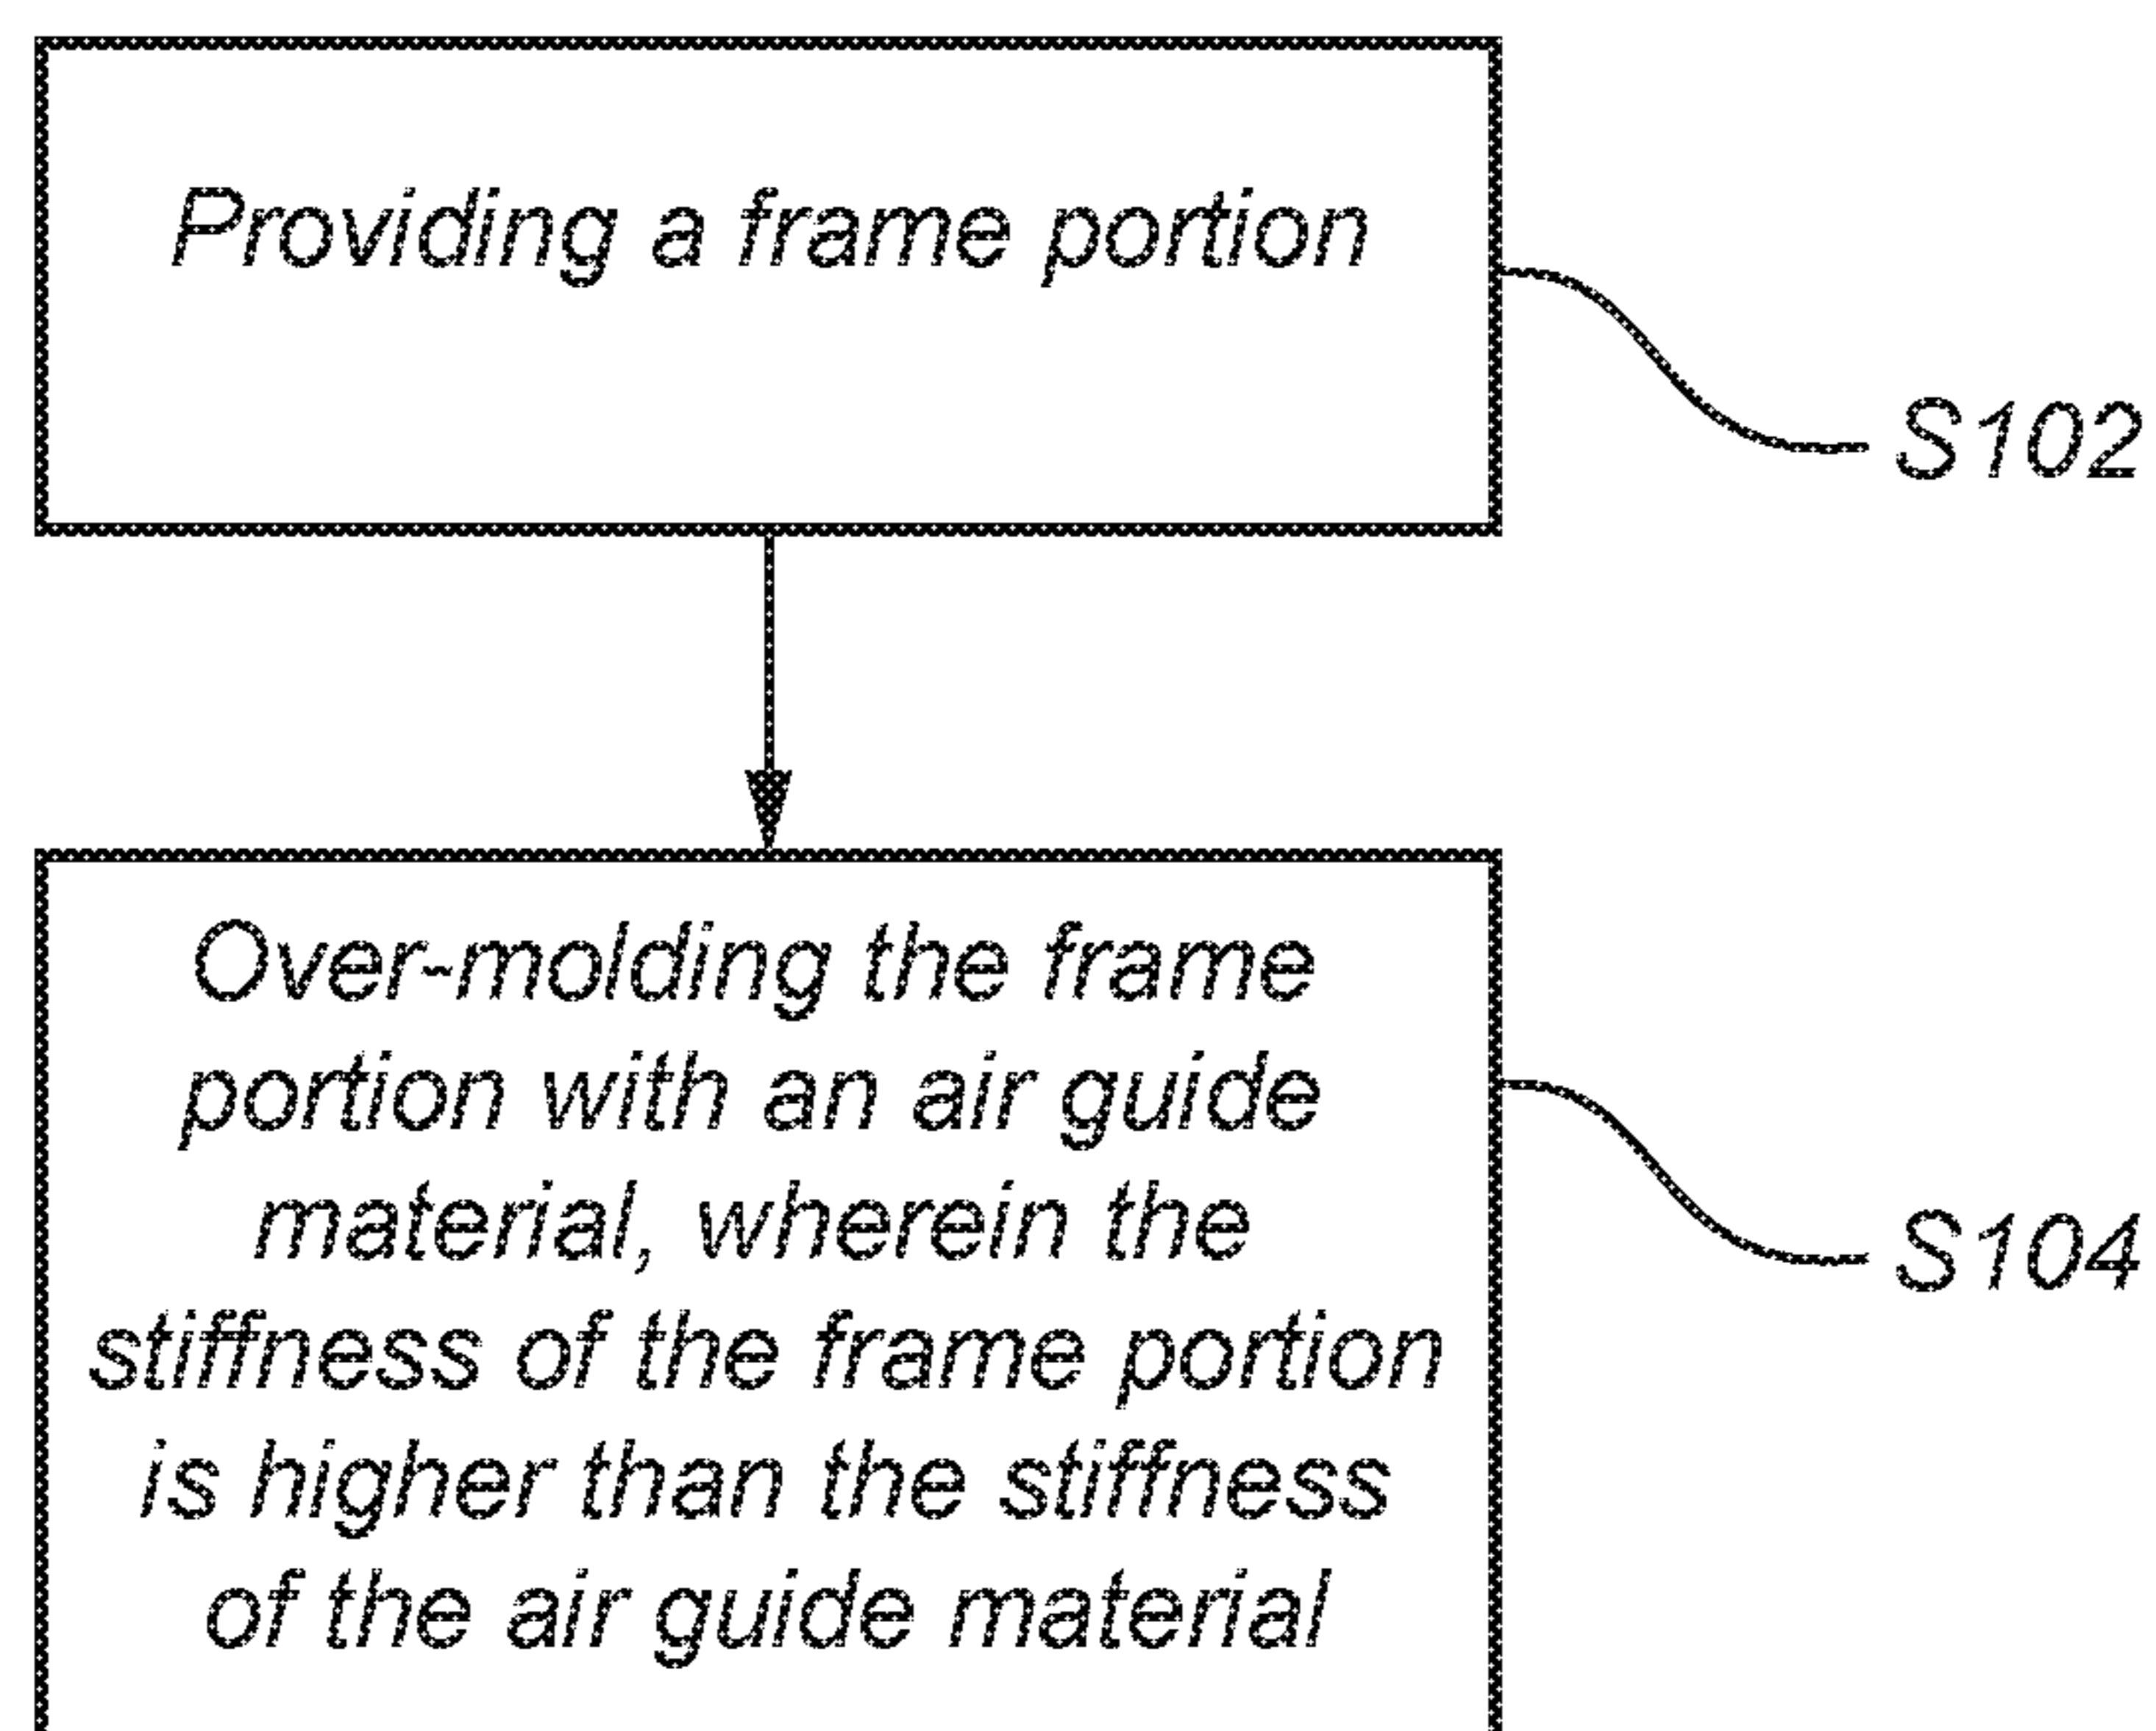 Providing a frame portion
S102
Over-molding the frame
portion with an air guide
material, wherein the
stiffness of the frame portion
is higher than the stiffness
of the air guide material
S104